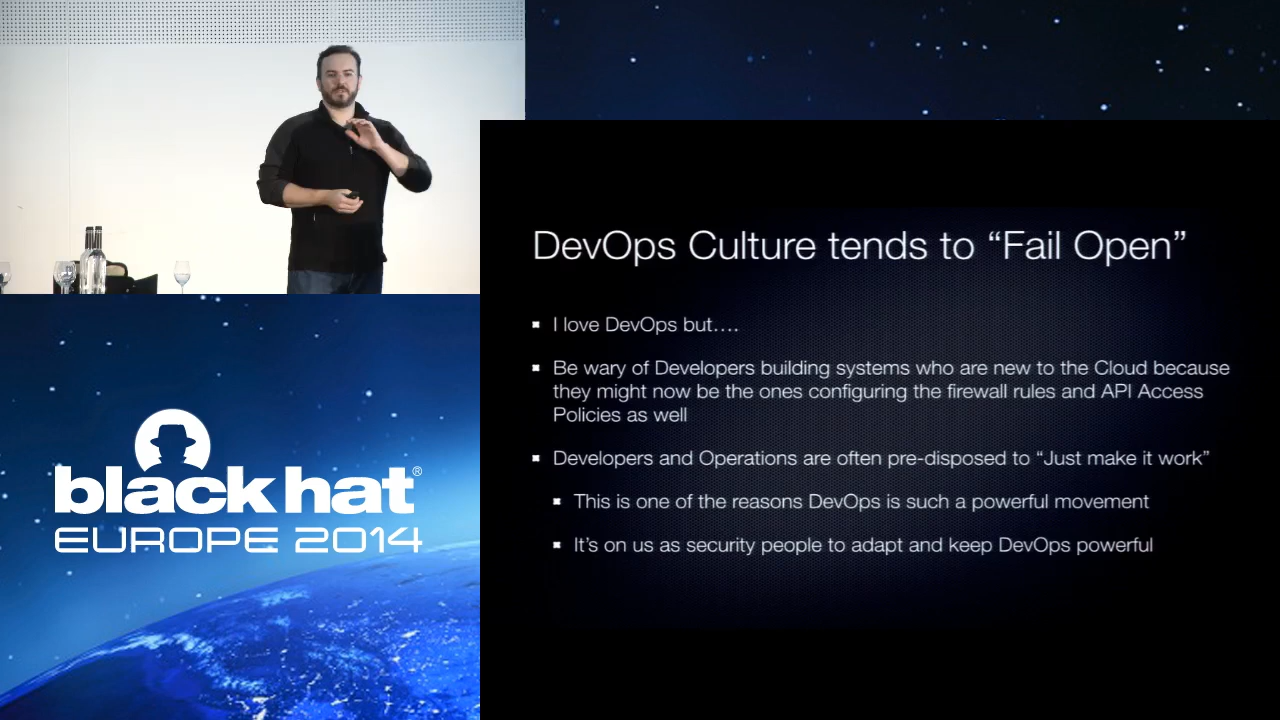 DevOps Culture tends to “Fail Open”
I love DevOps but….
Be wary of Developers building systems who are new to the Cloud because
they might now be the ones configuring the firewall rules and API Access
Policies as well
Developers and Operations are often pre-disposed to “Just make it work”
This is one of the reasons DevOps is such a powerful movement
It’s on us as security people to adapt and keep DevOps powerful
black hat®
EUROPE 2014